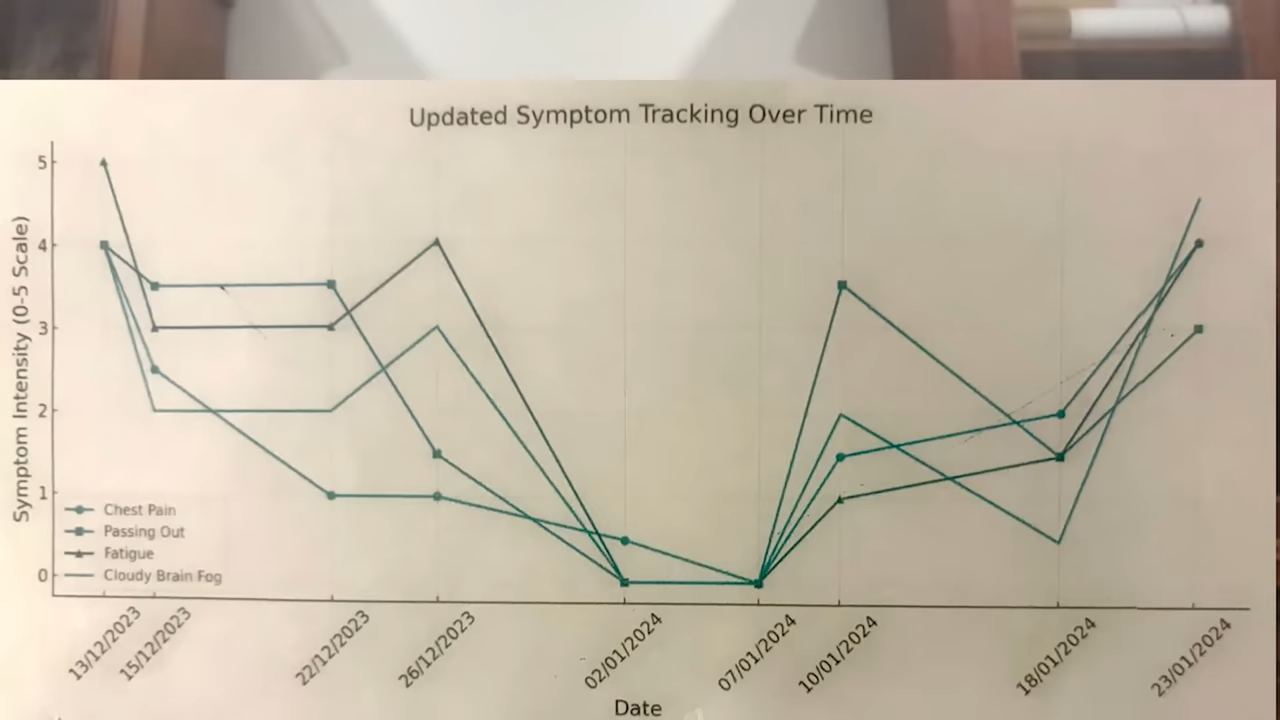 Updated Symptom Tracking Over Time
Symptom Intensity (0-5 Scale)
5
4
3
2
1
0
Chest Pain
Passing Out
Fatigue
Cloudy Brain Fog
13/12/2023
15/12/2023
22/12/2023
26/12/2023
02/01/2024
07/01/2024
10/01/2024
18/01/2024
23/01/2024
Date